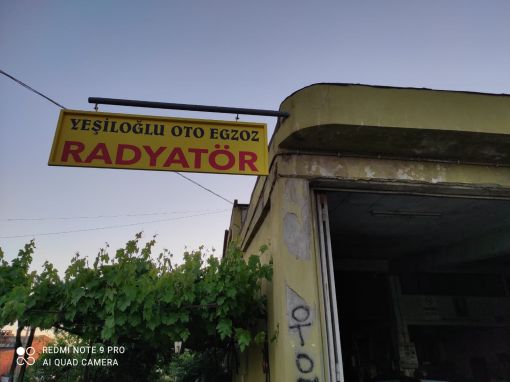 YEŞİLOĞLU OTO EGZOZ
RADYATÖR
OTO
REDMI NOTE 9 PRO
AI QUAD CAMERA